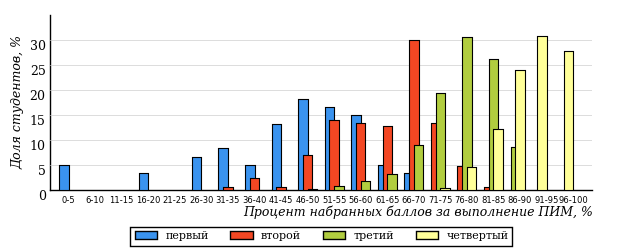 Доля студентов, %
30
25
20
15
10
5
0
0-5 6-10 11-15 16-20 21-25 26-30 31-35 36-40 41-45 46-50 51-55 56-60 61-65 66-70 71-75 76-80 81-85 86-90 91-95 96-100
Процент набранных баллов за выполнение ПИМ, %
первый второй третий четвертый